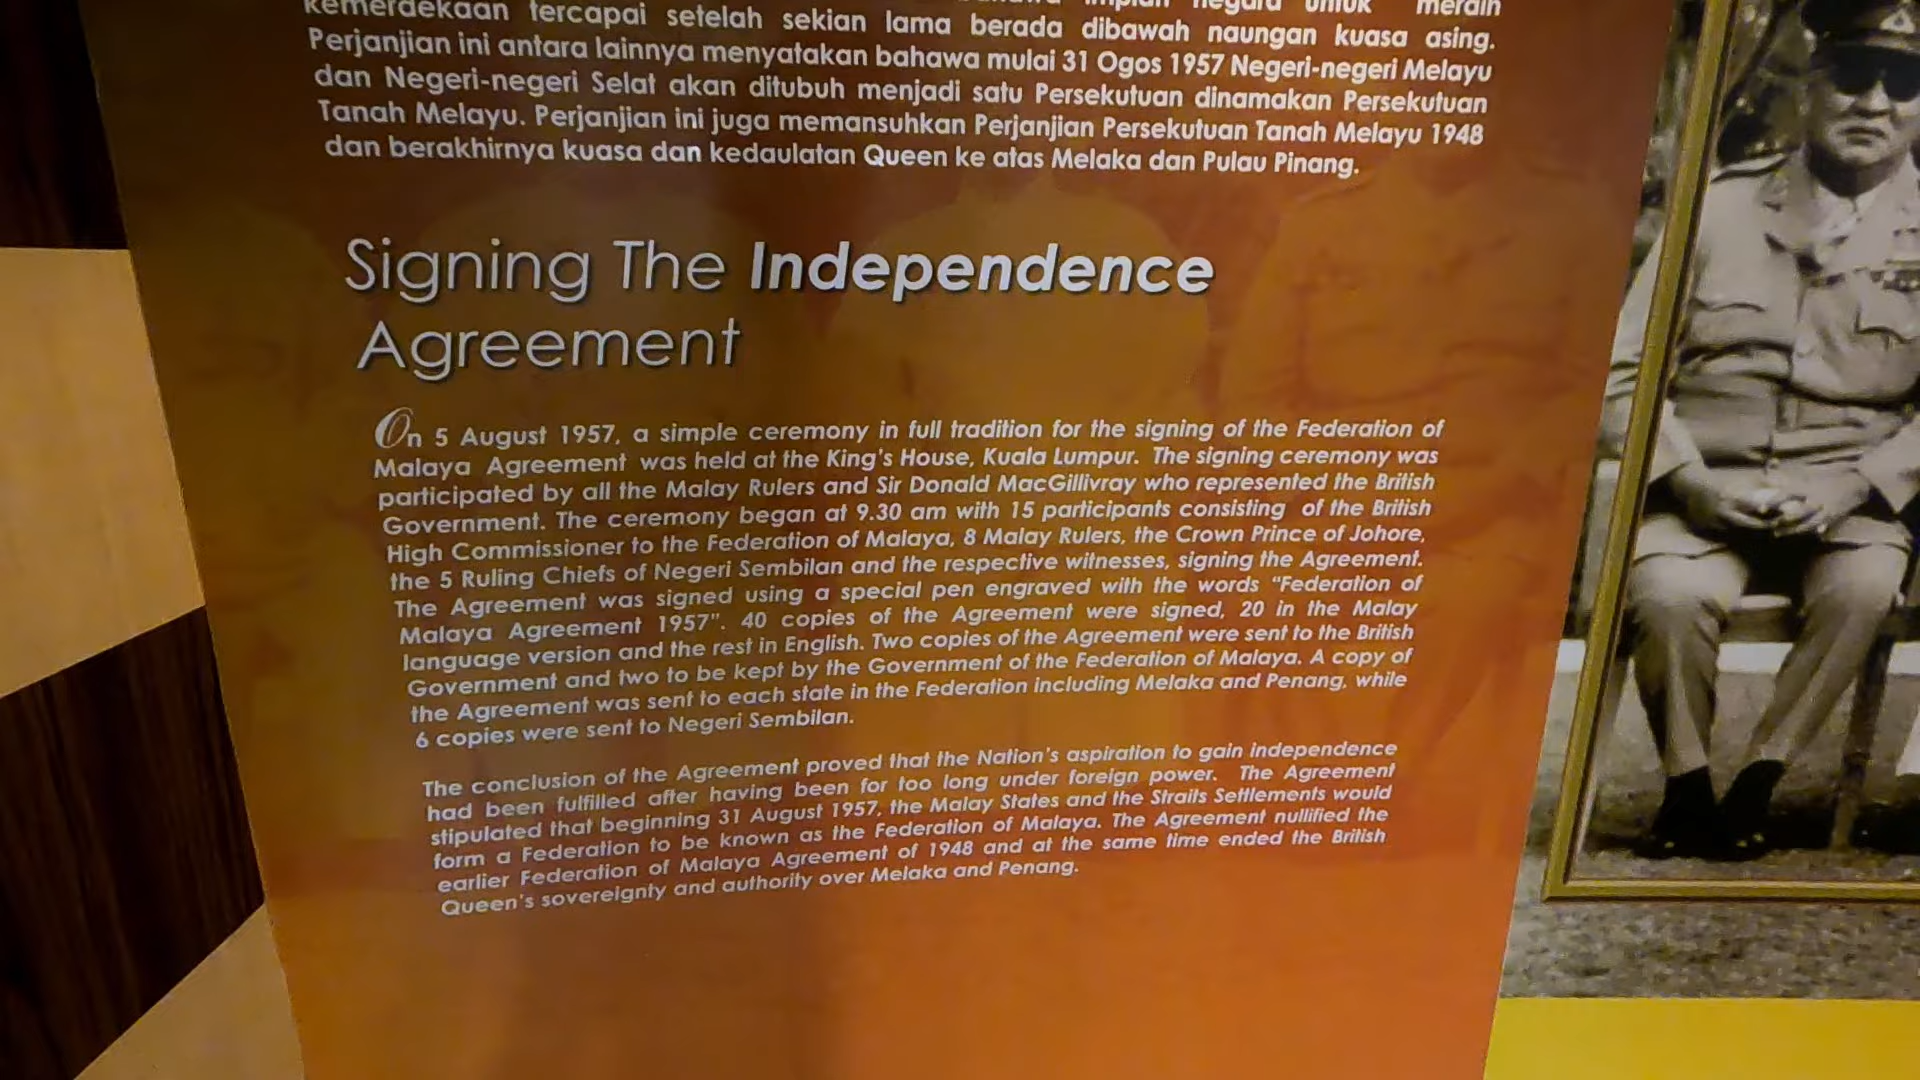 negara untuk meraih
kemerdekaan tercapai setelah sekian lama berada dibawah naungan kuasa asing.
Perjanjian ini antara lainnya menyatakan bahawa mulai 31 Ogos 1957 Negeri-negeri Melayu
dan Negeri-negeri Selat akan ditubuh menjadi satu Persekutuan dinamakan Persekutuan
Tanah Melayu. Perjanjian ini juga memansuhkan Perjanjian Persekutuan Tanah Melayu 1948
dan berakhirnya kuasa dan kedaulatan Queen ke atas Melaka dan Pulau Pinang.
Signing The Independence
Agreement
On 5 August 1957, a simple ceremony in full tradition for the signing of the Federation of
Malaya Agreement was held at the King's House, Kuala Lumpur. The signing ceremony was
participated by all the Malay Rulers and Sir Donald MacGillivray who represented the British
Government. The ceremony began at 9.30 am with 15 participants consisting of the British
High Commissioner to the Federation of Malaya, 8 Malay Rulers, the Crown Prince of Johore,
the 5 Ruling Chiefs of Negeri Sembilan and the respective witnesses, signing the Agreement.
The Agreement was signed using a special pen engraved with the words "Federation of
Malaya Agreement 1957". 40 copies of the Agreement were signed, 20 in the Malay
language version and the rest in English. Two copies of the Agreement were sent to the British
Government and two to be kept by the Government of the Federation of Malaya. A copy of
the Agreement was sent to each state in the Federation including Melaka and Penang, while
6 copies were sent to Negeri Sembilan.
The conclusion of the Agreement proved that the Nation's aspiration to gain independence
had been fulfilled after having been for too long under foreign power. The Agreement
stipulated that beginning 31 August 1957, the Malay States and the Straits Settlements would
form a Federation to be known as the Federation of Malaya. The Agreement nullified the
earlier Federation of Malaya Agreement of 1948 and at the same time ended the British
Queen's sovereignty and authority over Melaka and Penang.